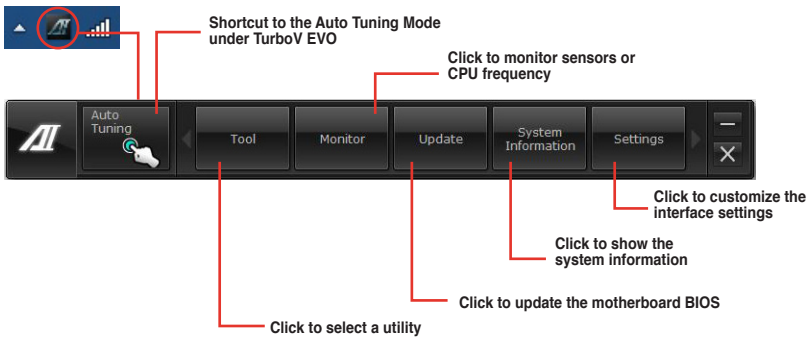 Shortcut to the Auto Tuning Mode
under TurboV EVO
Click to monitor sensors or
CPU frequency
Auto
Tuning
Tool
Monitor
Update
System
Information
Settings
Click to customize the
interface settings
Click to show the
system information
Click to update the motherboard BIOS
Click to select a utility